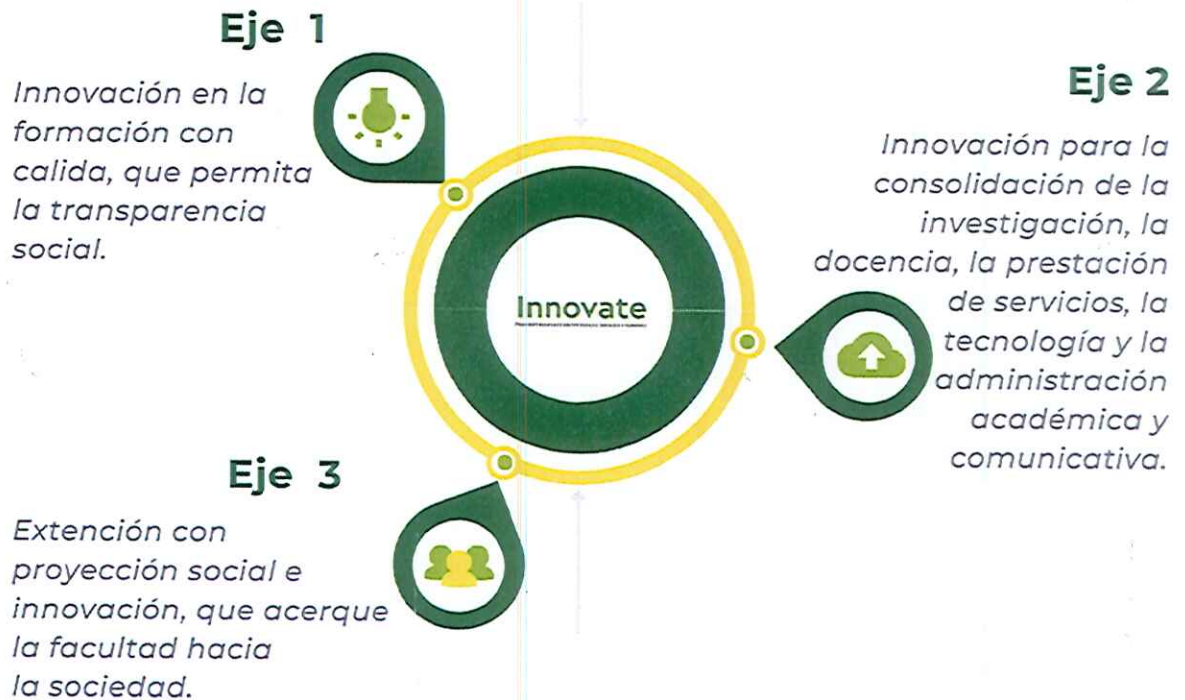 Eje 1
Innovación en la
formación con
calida, que permita
la transparencia
social.
Eje 2
Innovación para la
consolidación de la
investigación, la
docencia, la prestación
de servicios, la
tecnología y la
administración
académica y
comunicativa.
Innovate
Eje 3
Extención con
proyección social e
innovación, que acerque
la facultad hacia
la sociedad.